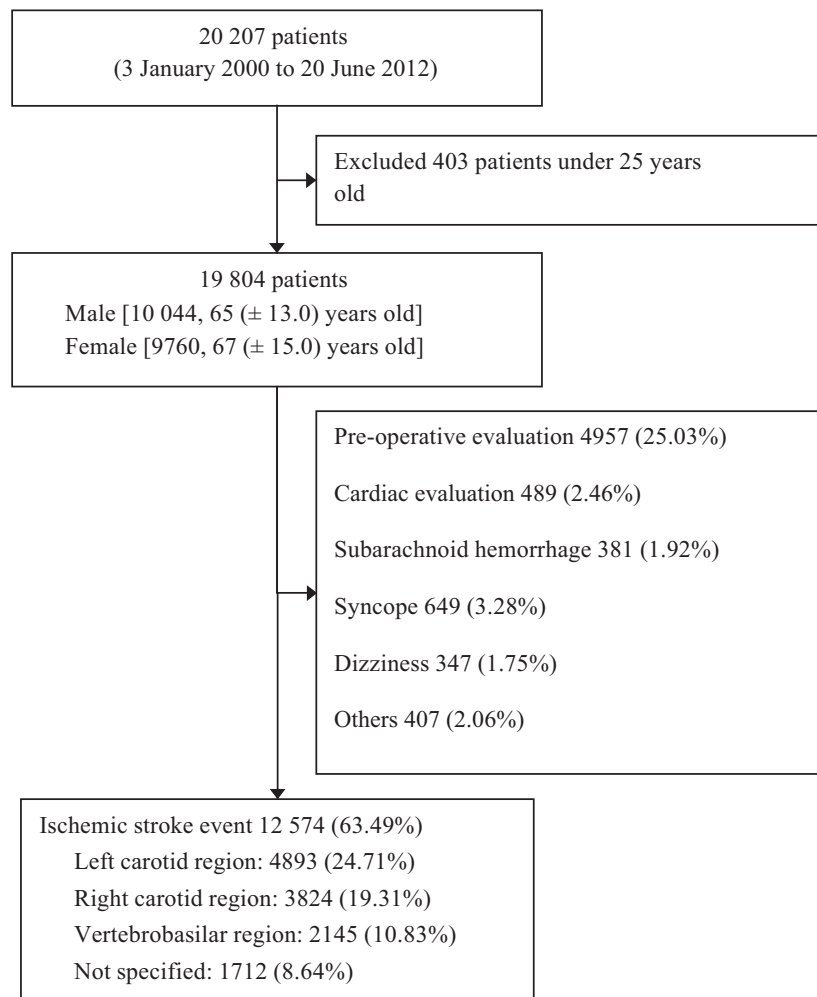 20 207 patients
(3 January 2000 to 20 June 2012)
Excluded 403 patients under 25 years
old
19 804 patients
Male [10 044, 65 (± 13.0) years old]
Female [9760, 67 (± 15.0) years old]
Pre-operative evaluation 4957 (25.03%)
Cardiac evaluation 489 (2.46%)
Subarachnoid hemorrhage 381 (1.92%)
Syncope 649 (3.28%)
Dizziness 347 (1.75%)
Others 407 (2.06%)
Ischemic stroke event 12 574 (63.49%)
Left carotid region: 4893 (24.71%)
Right carotid region: 3824 (19.31%)
Vertebrobasilar region: 2145 (10.83%)
Not specified: 1712 (8.64%)